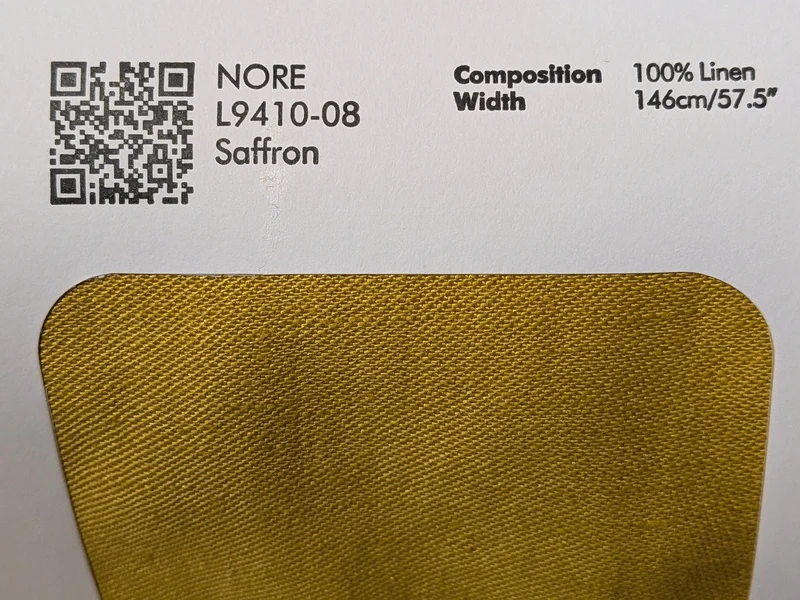 NORE
L9410-08
Saffron
Composition 100% Linen
Width 146cm/57.5"